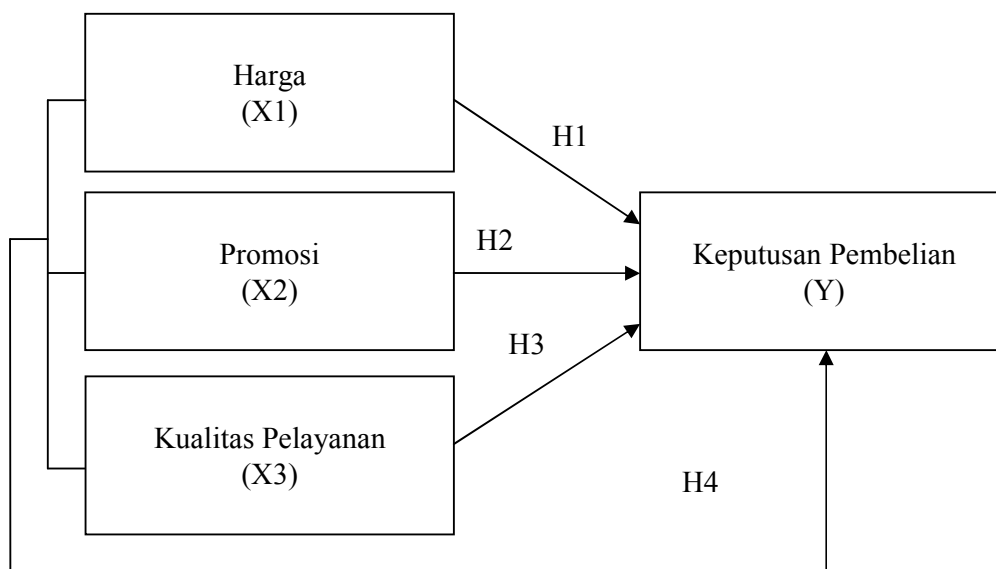 Harga
(X1)
H1
Promosi
(X2)
H2
Keputusan Pembelian
(Y)
H3
Kualitas Pelayanan
(X3)
H4